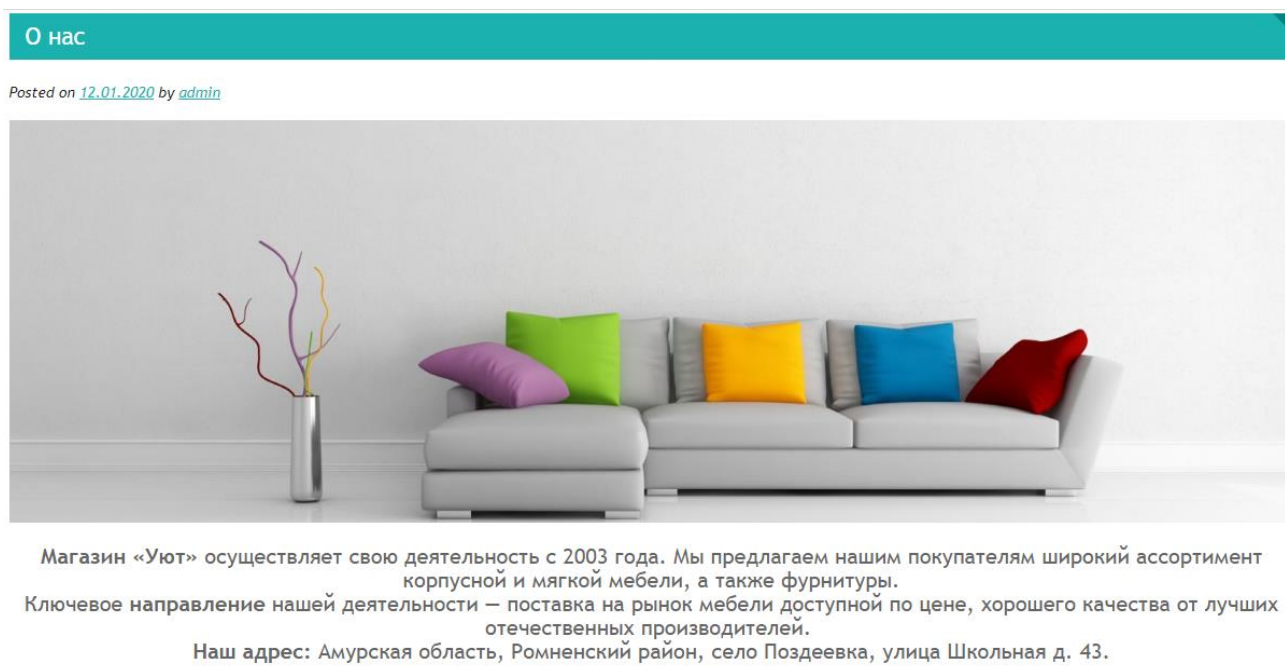 О нас
Posted on 12.01.2020 by admin
Магазин «Уют» осуществляет свою деятельность с 2003 года. Мы предлагаем нашим покупателям широкий ассортимент
корпусной и мягкой мебели, а также фурнитуры.
Ключевое направление нашей деятельности — поставка на рынок мебели доступной по цене, хорошего качества от лучших
отечественных производителей.
Наш адрес: Амурская область, Ромненский район, село Поздеевка, улица Школьная д. 43.